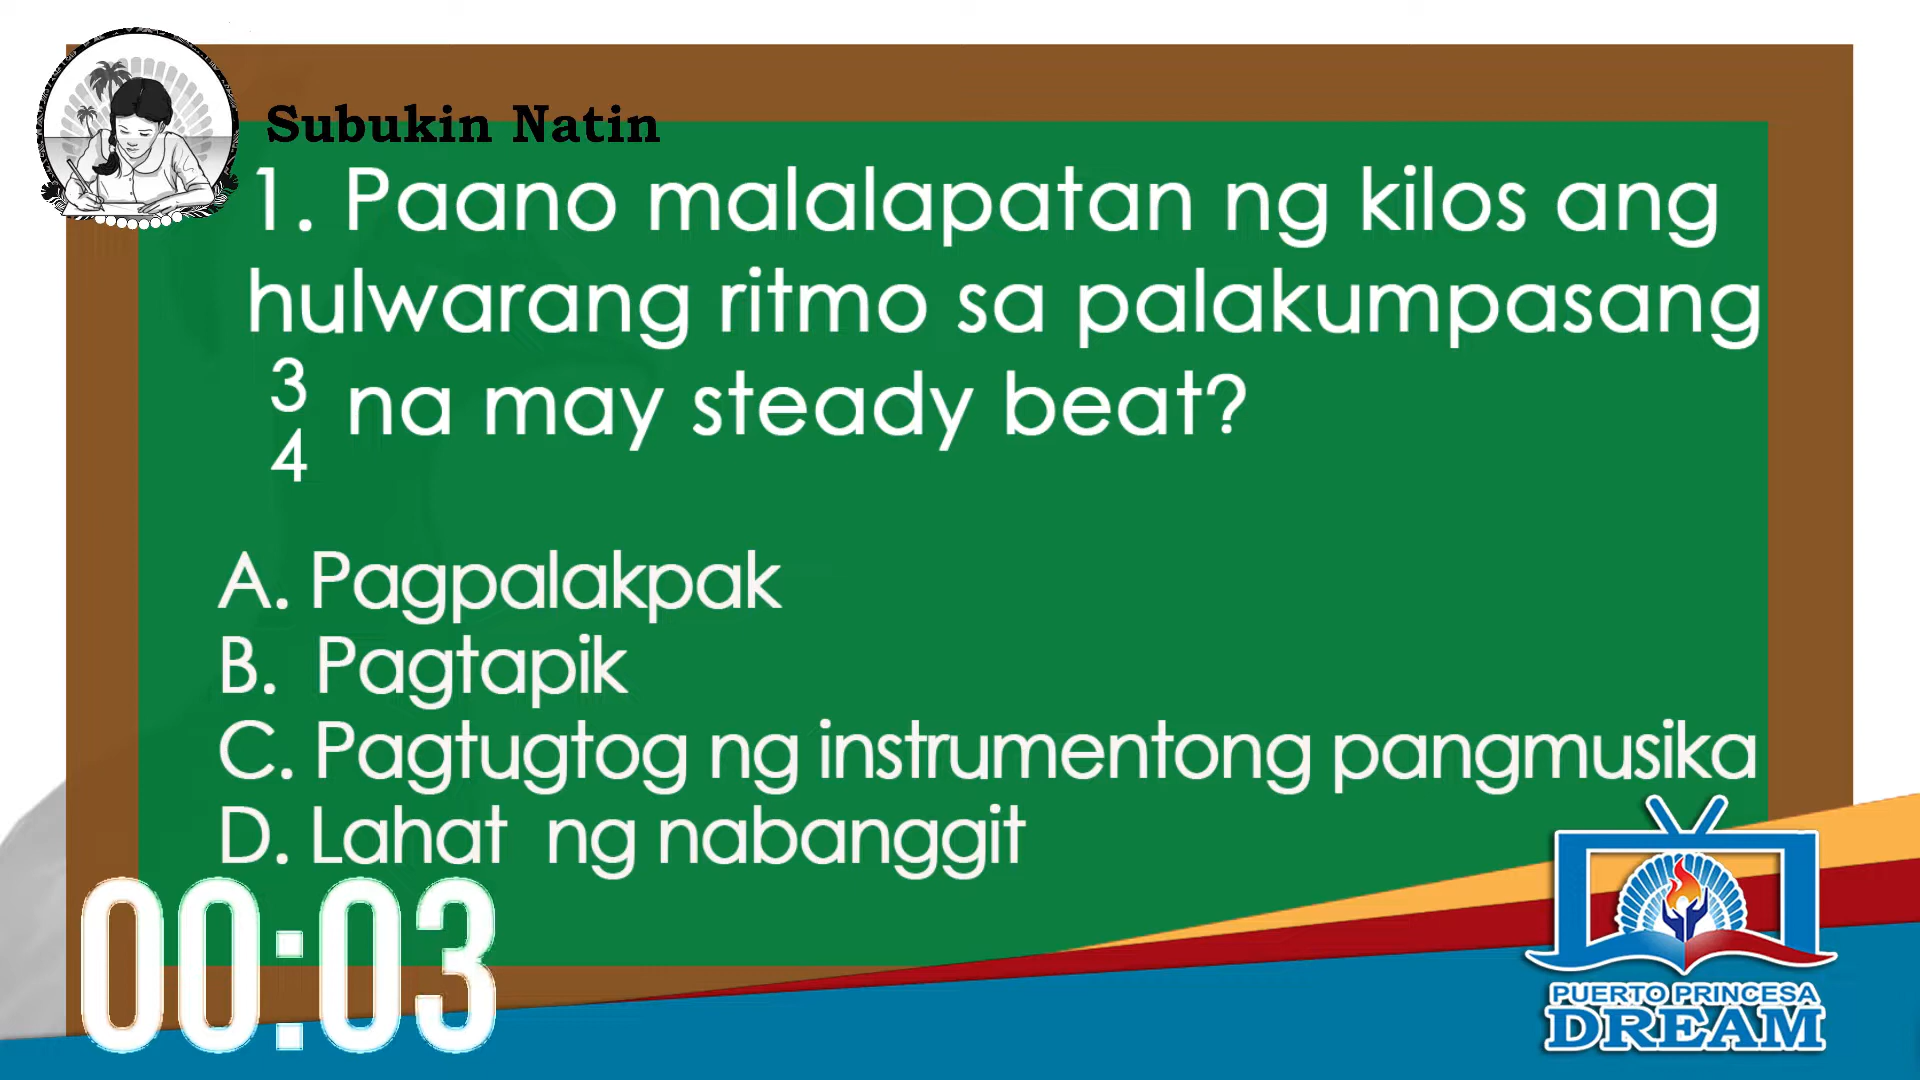 Subukin Natin
1. Paano malalapatan ng kilos ang
hulwarang ritmo sa palakumpasang
3
4 na may steady beat?
A. Pagpalakpak
B. Pagtapik
C. Pagtugtog ng instrumentong pangmusika
D. Lahat ng nabanggit
00:03
PUERTO PRINCESA
DREAM